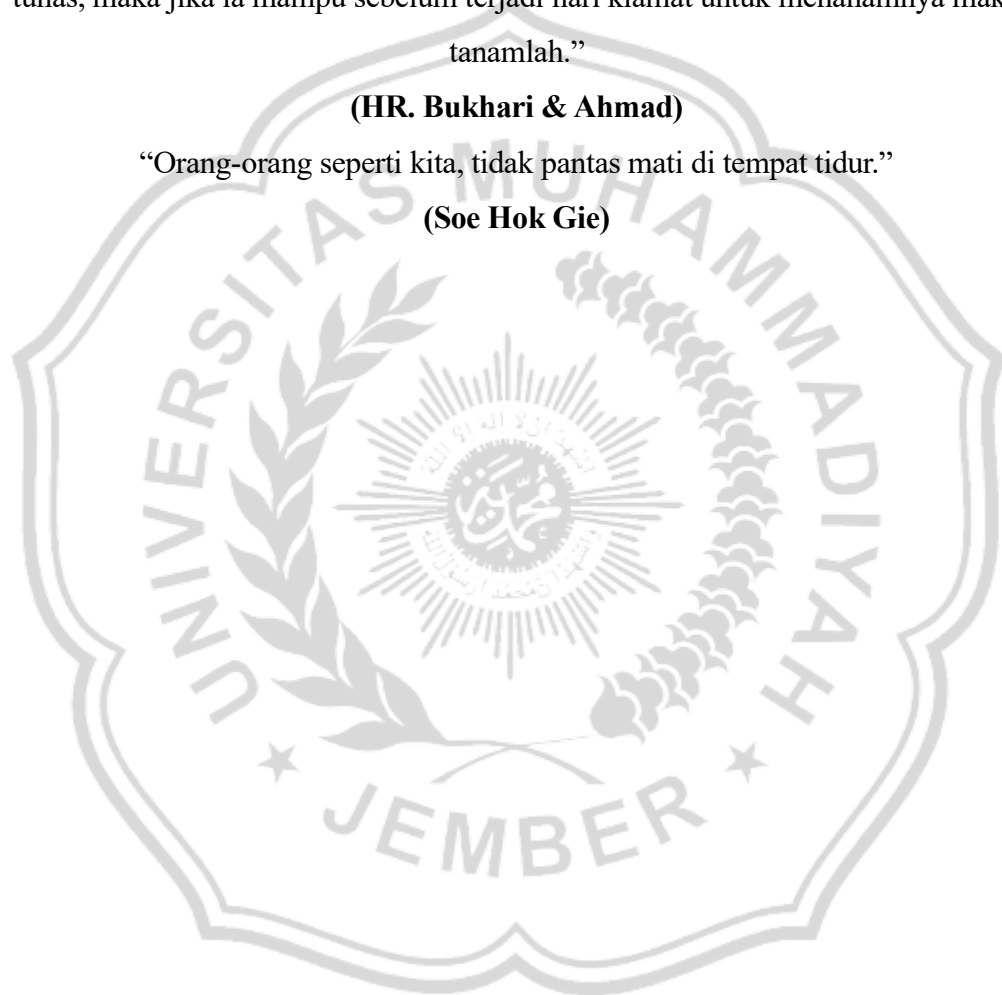 tunas, maka jika ia mampu sebelum terjadi hari kiamat untuk menanamnya mak
tanamlah.”
(HR. Bukhari & Ahmad)
“Orang-orang seperti kita, tidak pantas mati di tempat tidur.”
(Soe Hok Gie)
UNIVERSITAS MUHAMMADIYAH
JEMBER